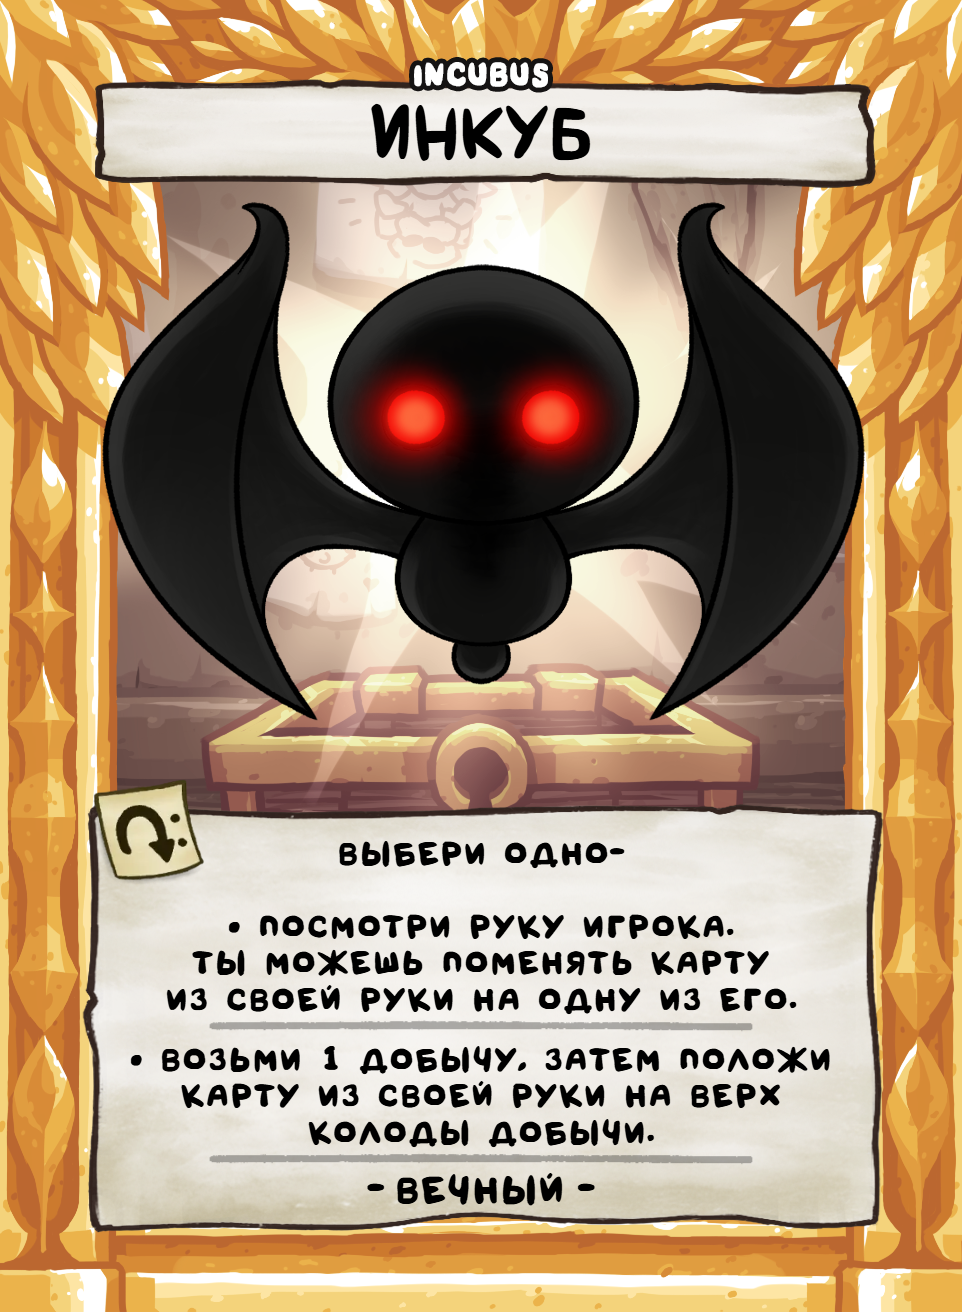 INCUBUS
ИНКУБ
ВЫБЕРИ ОДНО-
• ПОСМОТРИ РУКУ ИГРОКА.
ТЫ МОЖЕШЬ ПОМЕНЯТЬ КАРТУ
ИЗ СВОЕЙ РУКИ НА ОДНУ ИЗ ЕГО.
• ВОЗЬМИ 1 ДОБЫЧУ, ЗАТЕМ ПОЛОЖИ
КАРТУ ИЗ СВОЕЙ РУКИ НА ВЕРХ
КОЛОДЫ ДОБЫЧИ.
- ВЕЧНЫЙ -